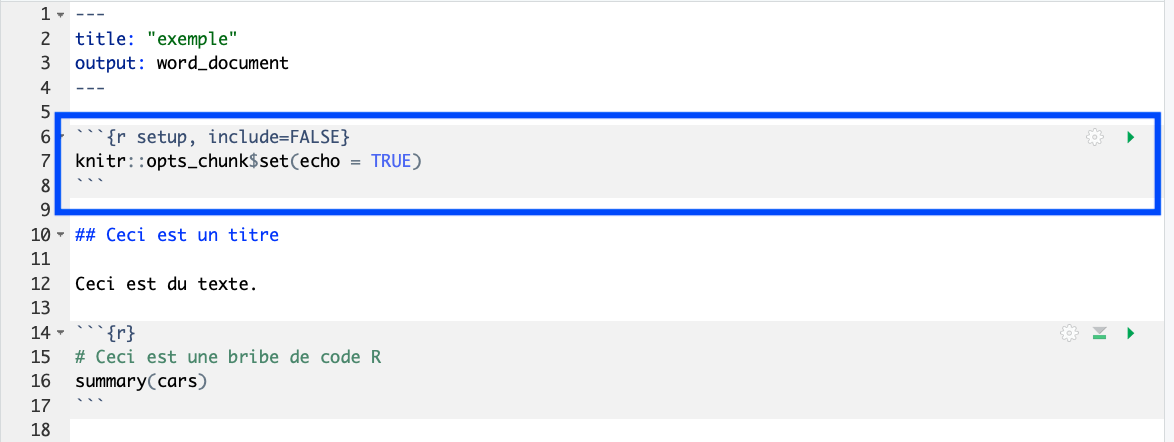 1 ---
2 title: "exemple"
3 output: word_document
4 ---
5
6 ```{r setup, include=FALSE}
7 knitr::opts_chunk$set(echo = TRUE)
8 ```
9
10 ## Ceci est un titre
11
12 Ceci est du texte.
13
14 ```{r}
15 # Ceci est une bribe de code R
16 summary(cars)
17 ```
18